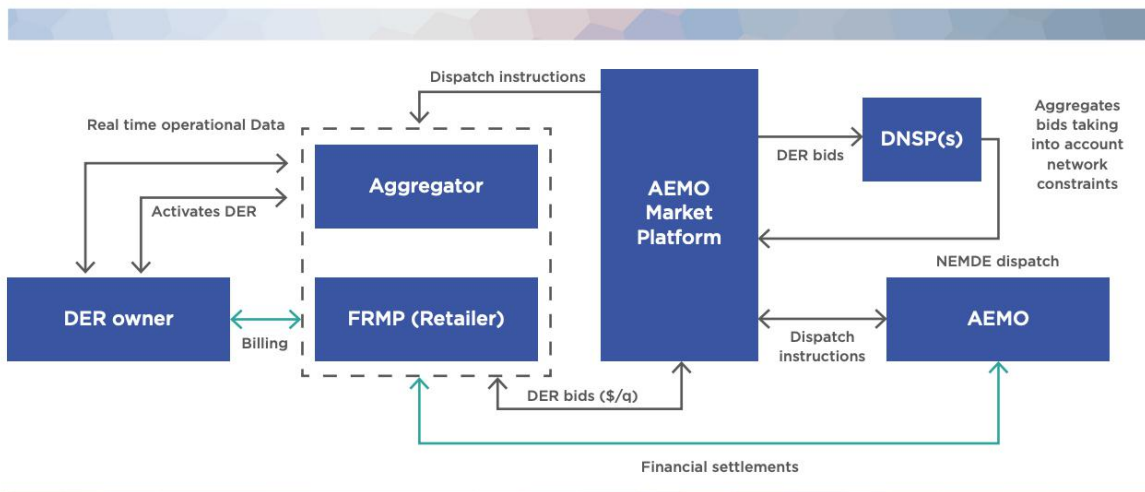 Dispatch instructions
Real time operational Data
Aggregator
Activates DER
DER owner
Billing
FRMP (Retailer)
DER bids ($/q)
AEMO
Market
Platform
DER bids
DNSP(s)
Aggregates
bids taking
into account
network
constraints
NEMDE dispatch
AEMO
Dispatch
instructions
Financial settlements